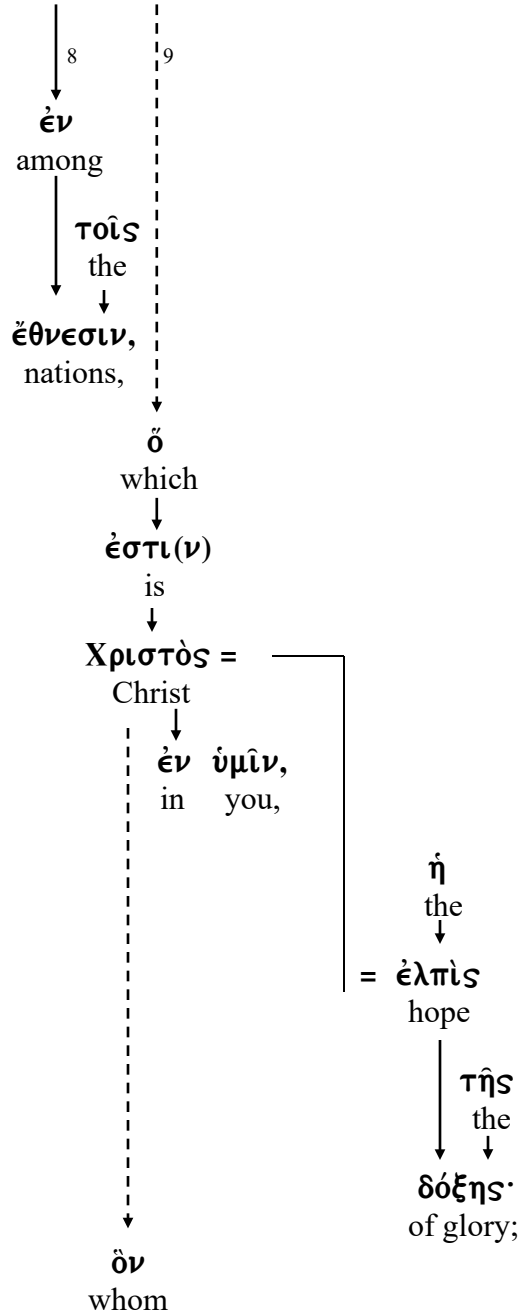 8 9
ἐν
among
τοῖς
the
ἔθνεσιν,
nations,
ὅ
which
ἐστι(ν)
is
Χριστὸς =
Christ
ἐν ὑμῖν,
in you,
ἡ
the
= ἐλπὶς
hope
τῆς
the
δόξης·
of glory;
ὃν
whom